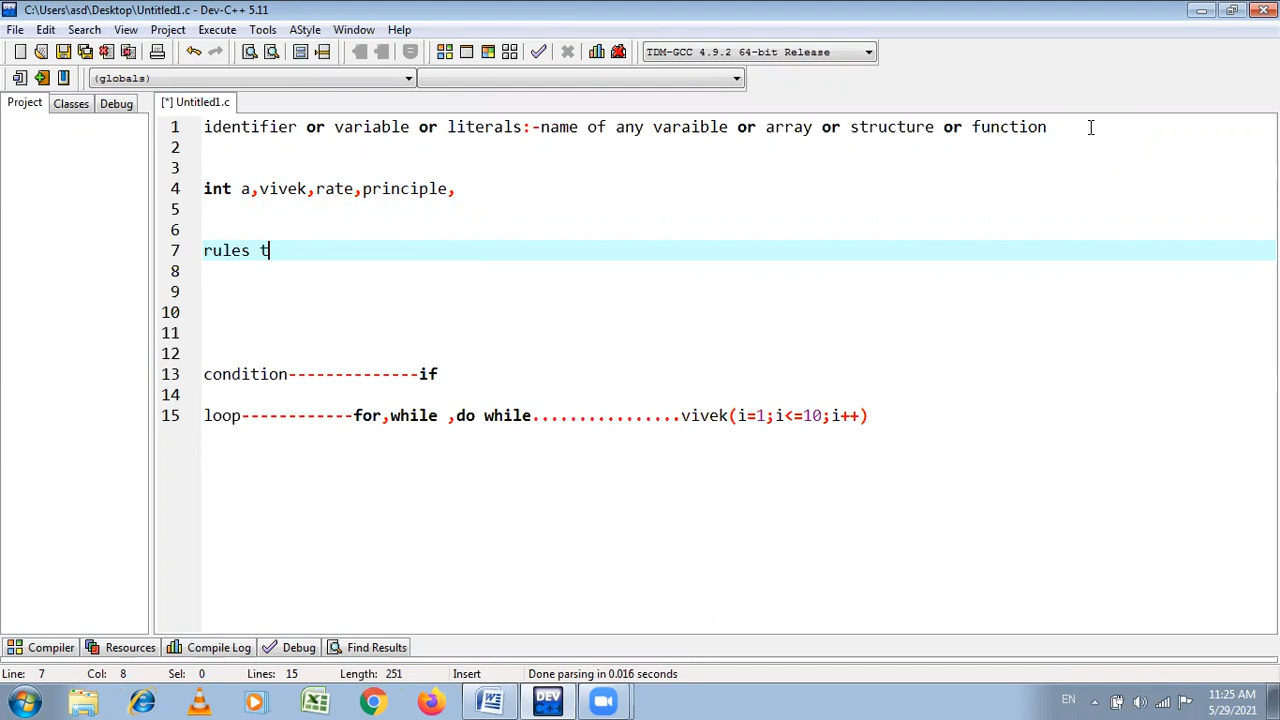 C:\Users\asd\Desktop\Untitled1.c - Dev-C++ 5.11
File Edit Search View Project Execute Tools AStyle Window Help
TDM-GCC 4.9.2 64-bit Release
(globals)
Project Classes Debug [*] Untitled1.c
1 identifier or variable or literals:-name of any varaible or array or structure or function
2
3
4 int a,vivek,rate,principle,
5
6
7 rules t
8
9
10
11
12
13 condition--------------if
14
15 loop------------for,while ,do while................vivek(i=1;i<=10;i++)
Compiler Resources Compile Log Debug Find Results
Line: 7 Col: 8 Sel: 0 Lines: 15 Length: 251 Insert Done parsing in 0.016 seconds
EN 11:25 AM
5/29/2021